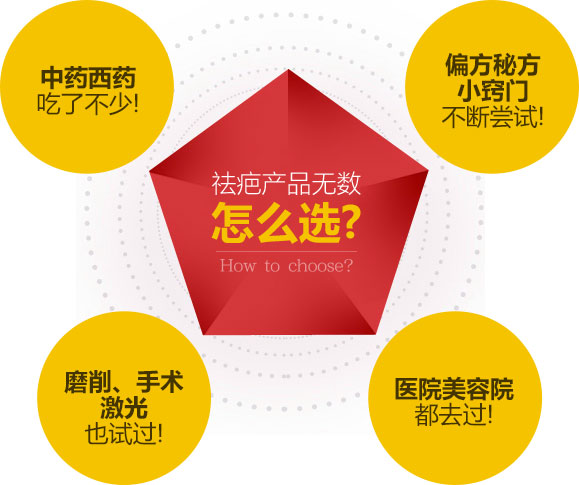 中药西药
吃了不少!
偏方秘方
小窍门
不断尝试!
祛疤产品无数
怎么选?
How to choose?
磨削、手术
激光
也试过!
医院美容院
都去过!